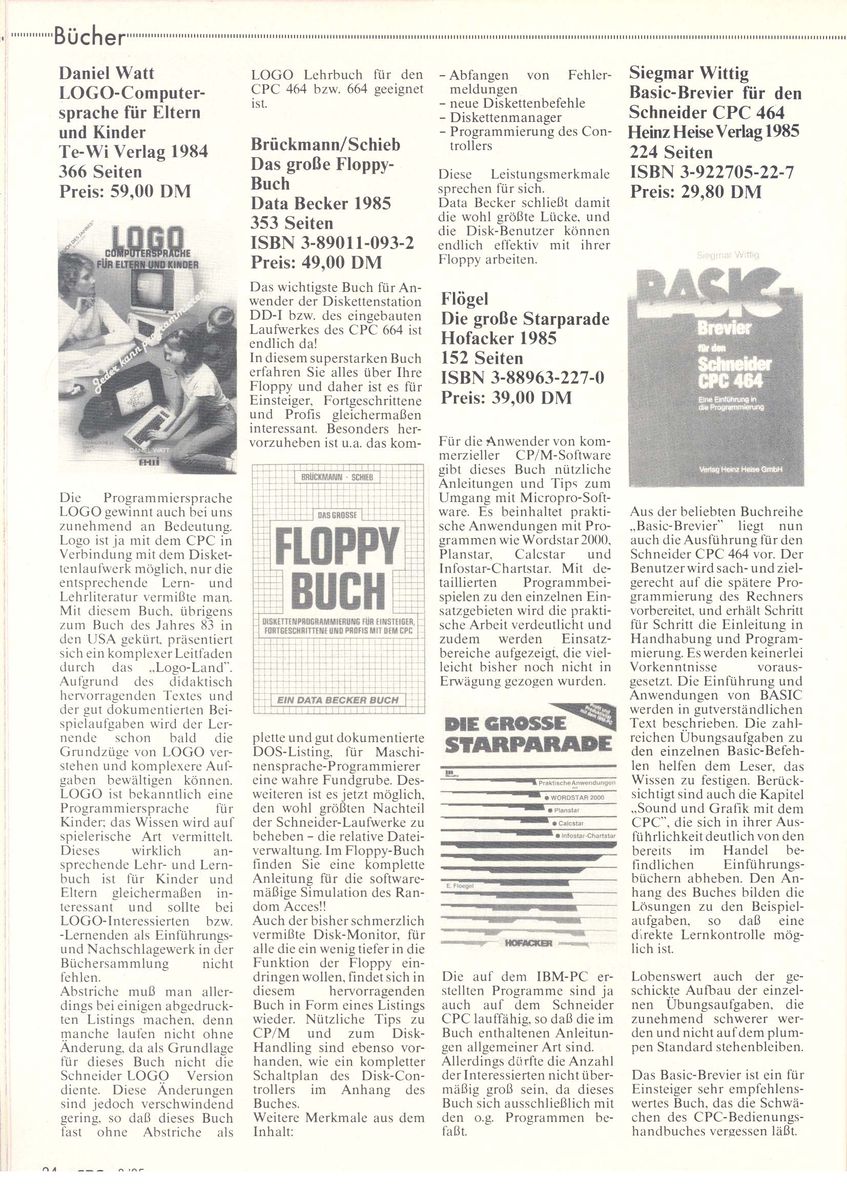 Bücher
Daniel Watt
LOGO-Computer-
sprache für Eltern
und Kinder
Te-Wi Verlag 1984
366 Seiten
Preis: 59,00 DM
LOGO
COMPUTERSPRACHE
FÜR ELTERN UND KINDER
Jeder kann programmieren
DANIEL WATT
Die Programmiersprache
LOGO gewinnt auch bei uns
zunehmend an Bedeutung.
Logo ist ja mit dem CPC in
Verbindung mit dem Disket-
tenlaufwerk möglich, nur die
entsprechende Lern- und
Lehrliteratur vermißte man.
Mit diesem Buch, übrigens
zum Buch des Jahres 83 in
den USA gekürt, präsentiert
sich ein komplexer Leitfaden
durch das „Logo-Land".
Aufgrund des didaktisch
hervorragenden Textes und
der gut dokumentierten Bei-
spielaufgaben wird der Ler-
nende schon bald die
Grundzüge von LOGO ver-
stehen und komplexere Auf-
gaben bewältigen können.
LOGO ist bekanntlich eine
Programmiersprache für
Kinder; das Wissen wird auf
spielerische Art vermittelt.
Dieses wirklich an-
sprechende Lehr- und Lern-
buch ist für Kinder und
Eltern gleichermaßen in-
teressant und sollte bei
LOGO-Interessierten bzw.
-Lernenden als Einführungs-
und Nachschlagewerk in der
Büchersammlung nicht
fehlen.
Abstriche muß man aller-
dings bei einigen abgedruck-
ten Listings machen, denn
manche laufen nicht ohne
Änderung, da als Grundlage
für dieses Buch nicht die
Schneider LOGO Version
diente. Diese Änderungen
sind jedoch verschwindend
gering, so daß dieses Buch
fast ohne Abstriche als
LOGO Lehrbuch für den
CPC 464 bzw. 664 geeignet
ist.
Brückmann/Schieb
Das große Floppy-
Buch
Data Becker 1985
353 Seiten
ISBN 3-89011-093-2
Preis: 49,00 DM
Das wichtigste Buch für An-
wender der Diskettenstation
DD-I bzw. des eingebauten
Laufwerkes des CPC 664 ist
endlich da!
In diesem superstarken Buch
erfahren Sie alles über Ihre
Floppy und daher ist es für
Einsteiger, Fortgeschrittene
und Profis gleichermaßen
interessant. Besonders her-
vorzuheben ist u.a. das kom-
BRÜCKMANN · SCHIEB
DAS GROSSE
FLOPPY
BUCH
DISKETTENPROGRAMMIERUNG FÜR EINSTEIGER,
FORTGESCHRITTENE UND PROFIS MIT DEM CPC
EIN DATA BECKER BUCH
plette und gut dokumentierte
DOS-Listing, für Maschi-
nensprache-Programmierer
eine wahre Fundgrube. Des-
weiteren ist es jetzt möglich,
den wohl größten Nachteil
der Schneider-Laufwerke zu
beheben – die relative Datei-
verwaltung. Im Floppy-Buch
finden Sie eine komplette
Anleitung für die software-
mäßige Simulation des Ran-
dom Acces!!
Auch der bisher schmerzlich
vermißte Disk-Monitor, für
alle die ein wenig tiefer in die
Funktion der Floppy ein-
dringen wollen, findet sich in
diesem hervorragenden
Buch in Form eines Listings
wieder. Nützliche Tips zu
CP/M und zum Disk-
Handling sind ebenso vor-
handen, wie ein kompletter
Schaltplan des Disk-Con-
trollers im Anhang des
Buches.
Weitere Merkmale aus dem
Inhalt:
– Abfangen von Fehler-
meldungen
– neue Diskettenbefehle
– Diskettenmanager
– Programmierung des Con-
trollers
Diese Leistungsmerkmale
sprechen für sich.
Data Becker schließt damit
die wohl größte Lücke, und
die Disk-Benutzer können
endlich effektiv mit ihrer
Floppy arbeiten.
Flögel
Die große Starparade
Hofacker 1985
152 Seiten
ISBN 3-88963-227-0
Preis: 39,00 DM
Für die Anwender von kom-
merzieller CP/M-Software
gibt dieses Buch nützliche
Anleitungen und Tips zum
Umgang mit Micropro-Soft-
ware. Es beinhaltet prakti-
sche Anwendungen mit Pro-
grammen wie Wordstar 2000,
Planstar, Calcstar und
Infostar-Chartstar. Mit de-
taillierten Programmbei-
spielen zu den einzelnen Ein-
satzgebieten wird die prakti-
sche Arbeit verdeutlicht und
zudem werden Einsatz-
bereiche aufgezeigt, die viel-
leicht bisher noch nicht in
Erwägung gezogen wurden.
DIE GROSSE
STARPARADE
Praktische Anwendungen
● WORDSTAR 2000
● Planstar
● Calcstar
● Infostar-Chartstar
E. Floegel
HOFACKER
Die auf dem IBM-PC er-
stellten Programme sind ja
auch auf dem Schneider
CPC lauffähig, so daß die im
Buch enthaltenen Anleitun-
gen allgemeiner Art sind.
Allerdings dürfte die Anzahl
der Interessierten nicht über-
mäßig groß sein, da dieses
Buch sich ausschließlich mit
den o.g. Programmen be-
faßt.
Siegmar Wittig
Basic-Brevier für den
Schneider CPC 464
Heinz Heise Verlag 1985
224 Seiten
ISBN 3-922705-22-7
Preis: 29,80 DM
Siegmar Wittig
BASIC-
Brevier
für den
Schneider
CPC 464
Eine Einführung in
die Programmierung
Verlag Heinz Heise GmbH
Aus der beliebten Buchreihe
„Basic-Brevier" liegt nun
auch die Ausführung für den
Schneider CPC 464 vor. Der
Benutzer wird sach- und ziel-
gerecht auf die spätere Pro-
grammierung des Rechners
vorbereitet, und erhält Schritt
für Schritt die Einleitung in
Handhabung und Program-
mierung. Es werden keinerlei
Vorkenntnisse voraus-
gesetzt. Die Einführung und
Anwendungen von BASIC
werden in gutverständlichen
Text beschrieben. Die zahl-
reichen Übungsaufgaben zu
den einzelnen Basic-Befeh-
len helfen dem Leser, das
Wissen zu festigen. Berück-
sichtigt sind auch die Kapitel
„Sound und Grafik mit dem
CPC", die sich in ihrer Aus-
führlichkeit deutlich von den
bereits im Handel be-
findlichen Einführungs-
büchern abheben. Den An-
hang des Buches bilden die
Lösungen zu den Beispiel-
aufgaben, so daß eine
direkte Lernkontrolle mög-
lich ist.
Lobenswert auch der ge-
schickte Aufbau der einzel-
nen Übungsaufgaben, die
zunehmend schwerer wer-
den und nicht auf dem plum-
pen Standard stehenbleiben.
Das Basic-Brevier ist ein für
Einsteiger sehr empfehlens-
wertes Buch, das die Schwä-
chen des CPC-Bedienungs-
handbuches vergessen läßt.